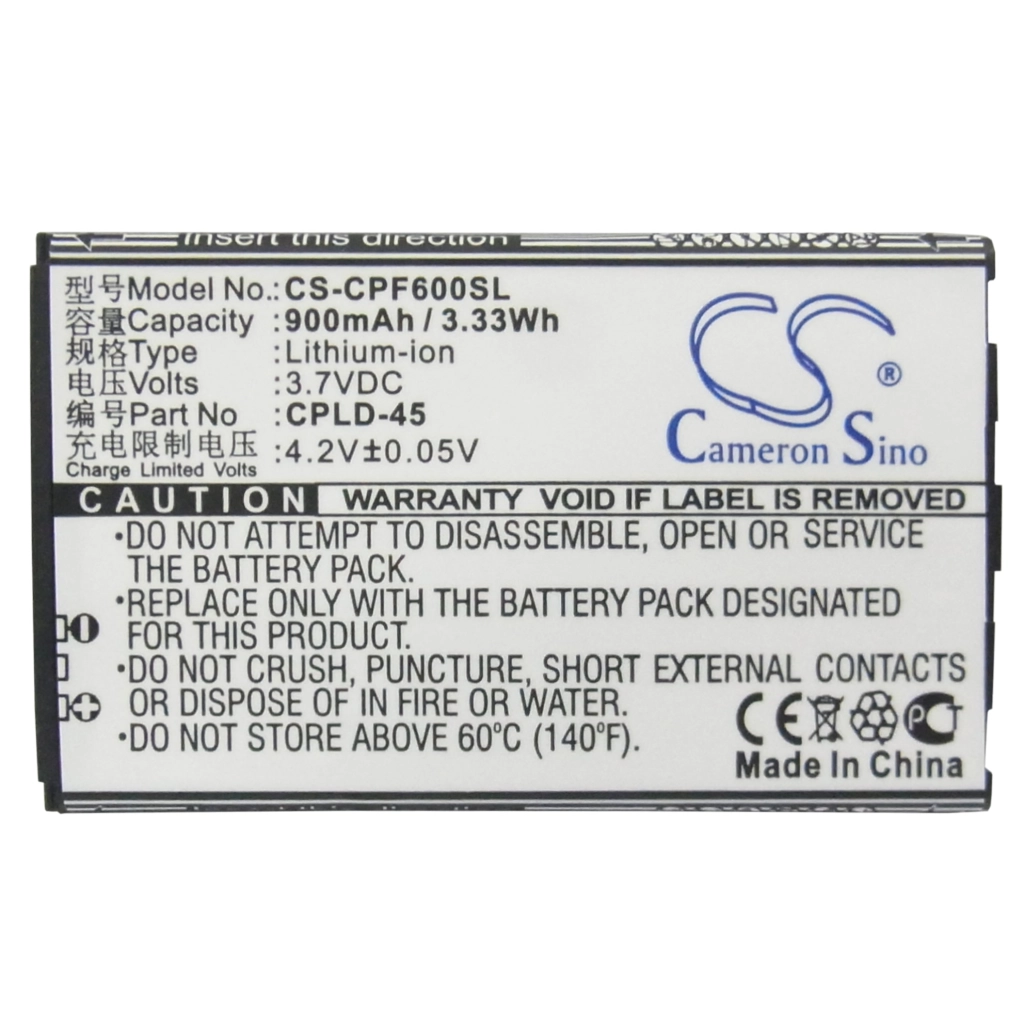 Insert this direction
型号Model No.: CS-CPF600SL
容量Capacity : 900mAh / 3.33Wh
规格Type : Lithium-ion
电压Volts : 3.7VDC
编号Part No : CPLD-45
充电限制电压
Charge Limited Volts : 4.2V±0.05V
®
Cameron Sino
CAUTION WARRANTY VOID IF LABEL IS REMOVED
•DO NOT ATTEMPT TO DISASSEMBLE, OPEN OR SERVICE
THE BATTERY PACK.
•REPLACE ONLY WITH THE BATTERY PACK DESIGNATED
FOR THIS PRODUCT.
•DO NOT CRUSH, PUNCTURE, SHORT EXTERNAL CONTACTS
OR DISPOSED OF IN FIRE OR WATER.
•DO NOT STORE ABOVE 60°C (140°F).
CE
Made In China